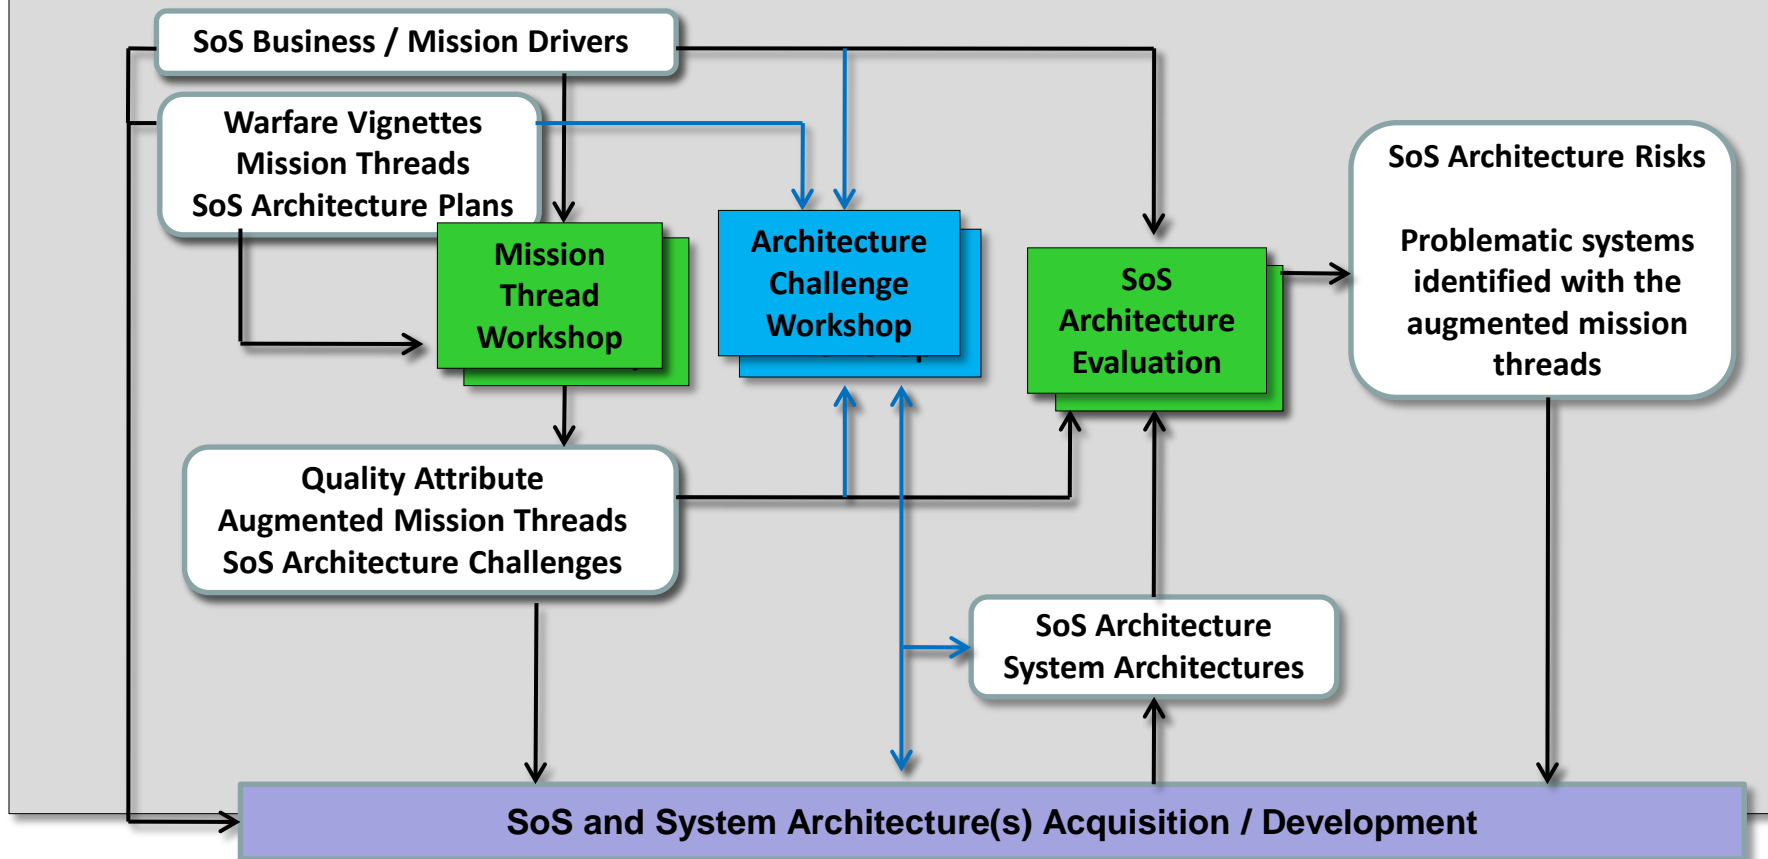 SoS Business / Mission Drivers
Warfare Vignettes
Mission Threads
SoS Architecture Plans
Mission
Thread
Workshop
Architecture
Challenge
Workshop
SoS
Architecture
Evaluation
SoS Architecture Risks
Problematic systems
identified with the
augmented mission
threads
Quality Attribute
Augmented Mission Threads
SoS Architecture Challenges
SoS Architecture
System Architectures
SoS and System Architecture(s) Acquisition / Development